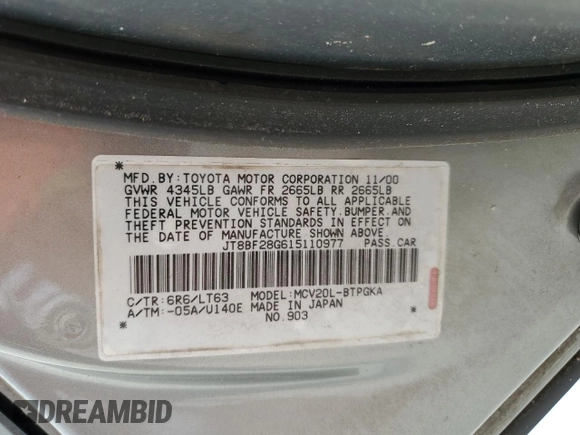 MFD. BY: TOYOTA MOTOR CORPORATION 11/00
GVWR 4345LB GAWR FR 2665LB RR 2665LB
THIS VEHICLE CONFORMS TO ALL APPLICABLE
FEDERAL MOTOR VEHICLE SAFETY, BUMPER, AND
THEFT PREVENTION STANDARDS IN EFFECT ON
THE DATE OF MANUFACTURE SHOWN ABOVE.
JT8BF28G615110977 PASS. CAR
C/TR: 6R6/LT63 MODEL: MCV20L-BTPGKA
A/TM: -05A/U140E MADE IN JAPAN
NO. 903
DREAMBID